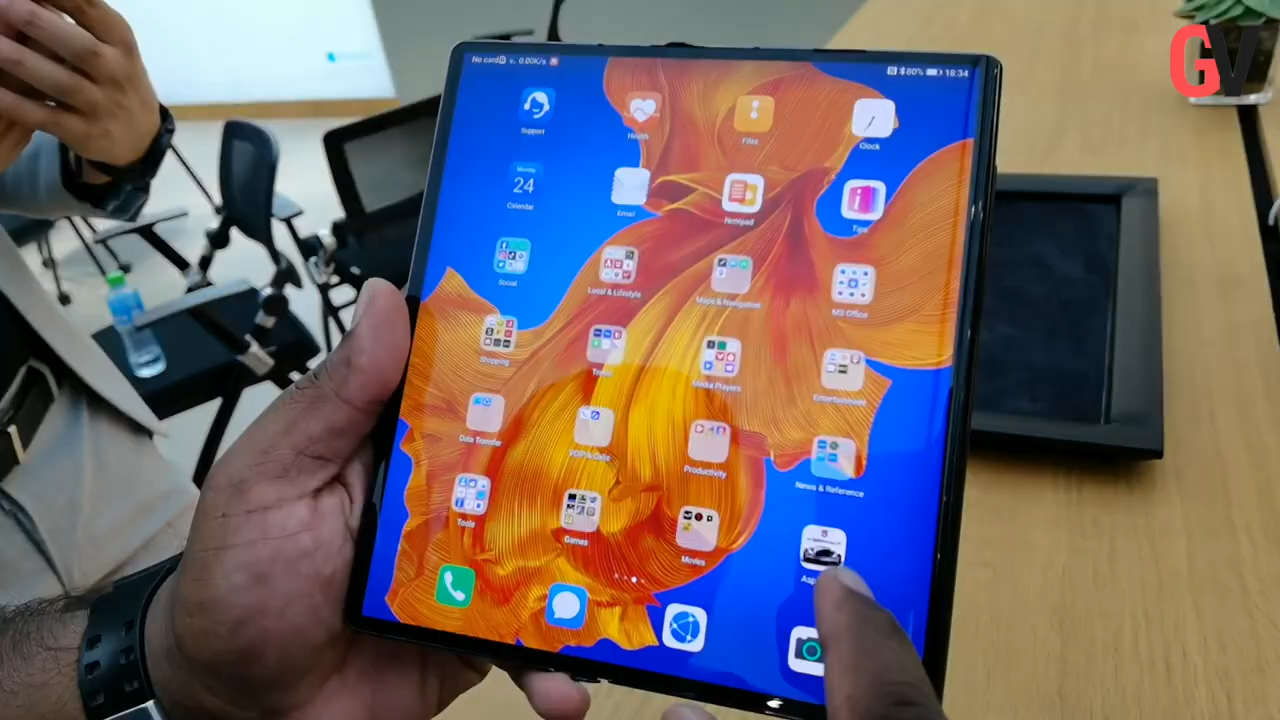 GV
No card
0.00K/s
80%
18:34
Support
Health
Files
Clock
Monday
24
Calendar
Email
Notepad
Tips
Social
Local & Lifestyle
Maps & Navigation
MS Office
Shopping
Travel
Media Players
Entertainment
Data Transfer
VOIP & Calls
Productivity
News & Reference
Tools
Games
Movies